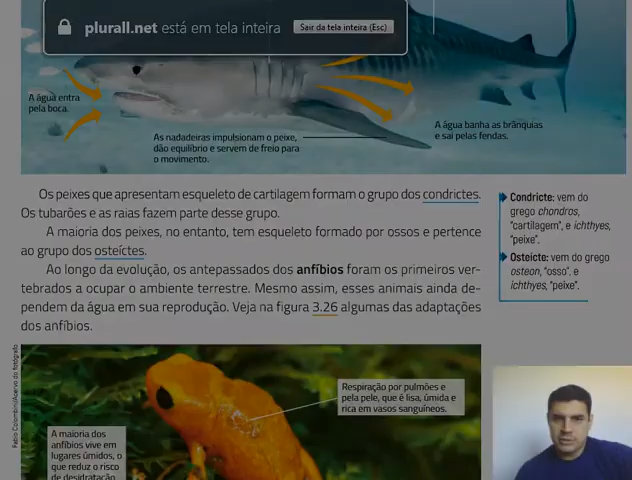 plurall.net está em tela inteira
Sair da tela inteira (Esc)
A água entra
pela boca.
As nadadeiras impulsionam o peixe,
dão equilíbrio e servem de freio para
o movimento.
A água banha as brânquias
e sai pelas fendas.
Os peixes que apresentam esqueleto de cartilagem formam o grupo dos condrictes.
Os tubarões e as raias fazem parte desse grupo.
A maioria dos peixes, no entanto, tem esqueleto formado por ossos e pertence
ao grupo dos osteíctes.
Ao longo da evolução, os antepassados dos anfíbios foram os primeiros ver-
tebrados a ocupar o ambiente terrestre. Mesmo assim, esses animais ainda de-
pendem da água em sua reprodução. Veja na figura 3.26 algumas das adaptações
dos anfíbios.
Condricte: vem do
grego chondros,
"cartilagem", e ichthyes,
"peixe".
Osteícte: vem do grego
osteon, "osso", e
ichthyes, "peixe".
Fabio Colombini/Acervo do fotógrafo
Respiração por pulmões e
pela pele, que é lisa, úmida e
rica em vasos sanguíneos.
A maioria dos
anfíbios vive em
lugares úmidos, o
que reduz o risco
de desidratação